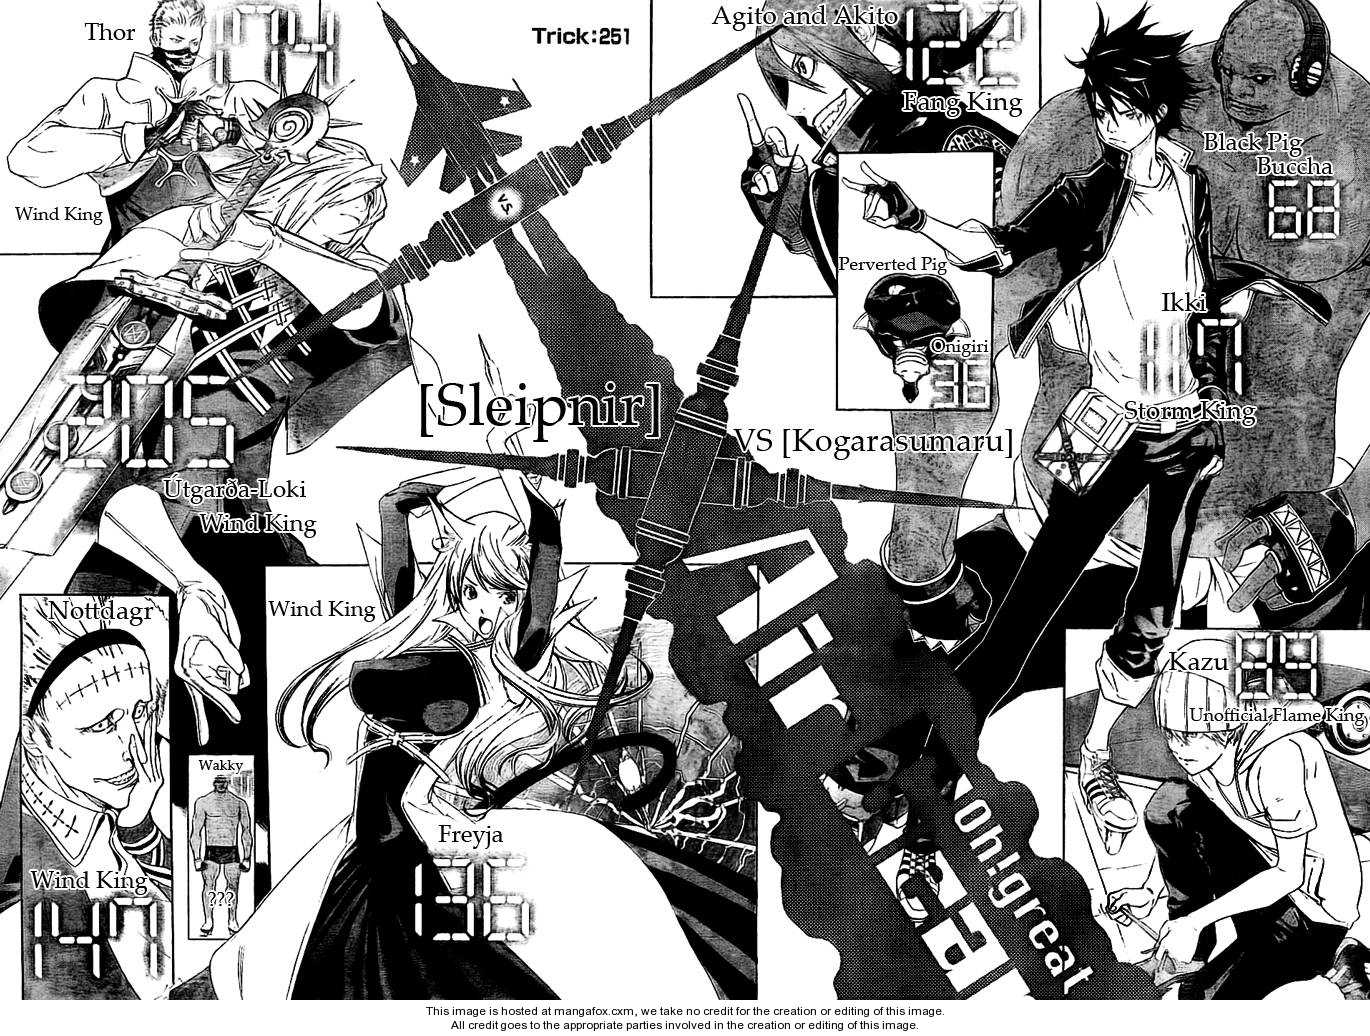 Thor
174
Wind King
Trick:251
Agito and Akito
122
Fang King
vs
Black Pig
Buccha
68
Perverted Pig
Onigiri
36
Ikki
117
Storm King
[Sleipnir]
VS [Kogarasumaru]
205
Útgarða-Loki
Wind King
Nottdagr
Wind King
147
Wakky
???
Wind King
Freyja
136
Air
Gear
Oh!great
Kazu
89
Unofficial Flame King
This image is hosted at mangafox.cxm, we take no credit for the creation or editing of this image.
All credit goes to the appropriate parties involved in the creation or editing of this image.